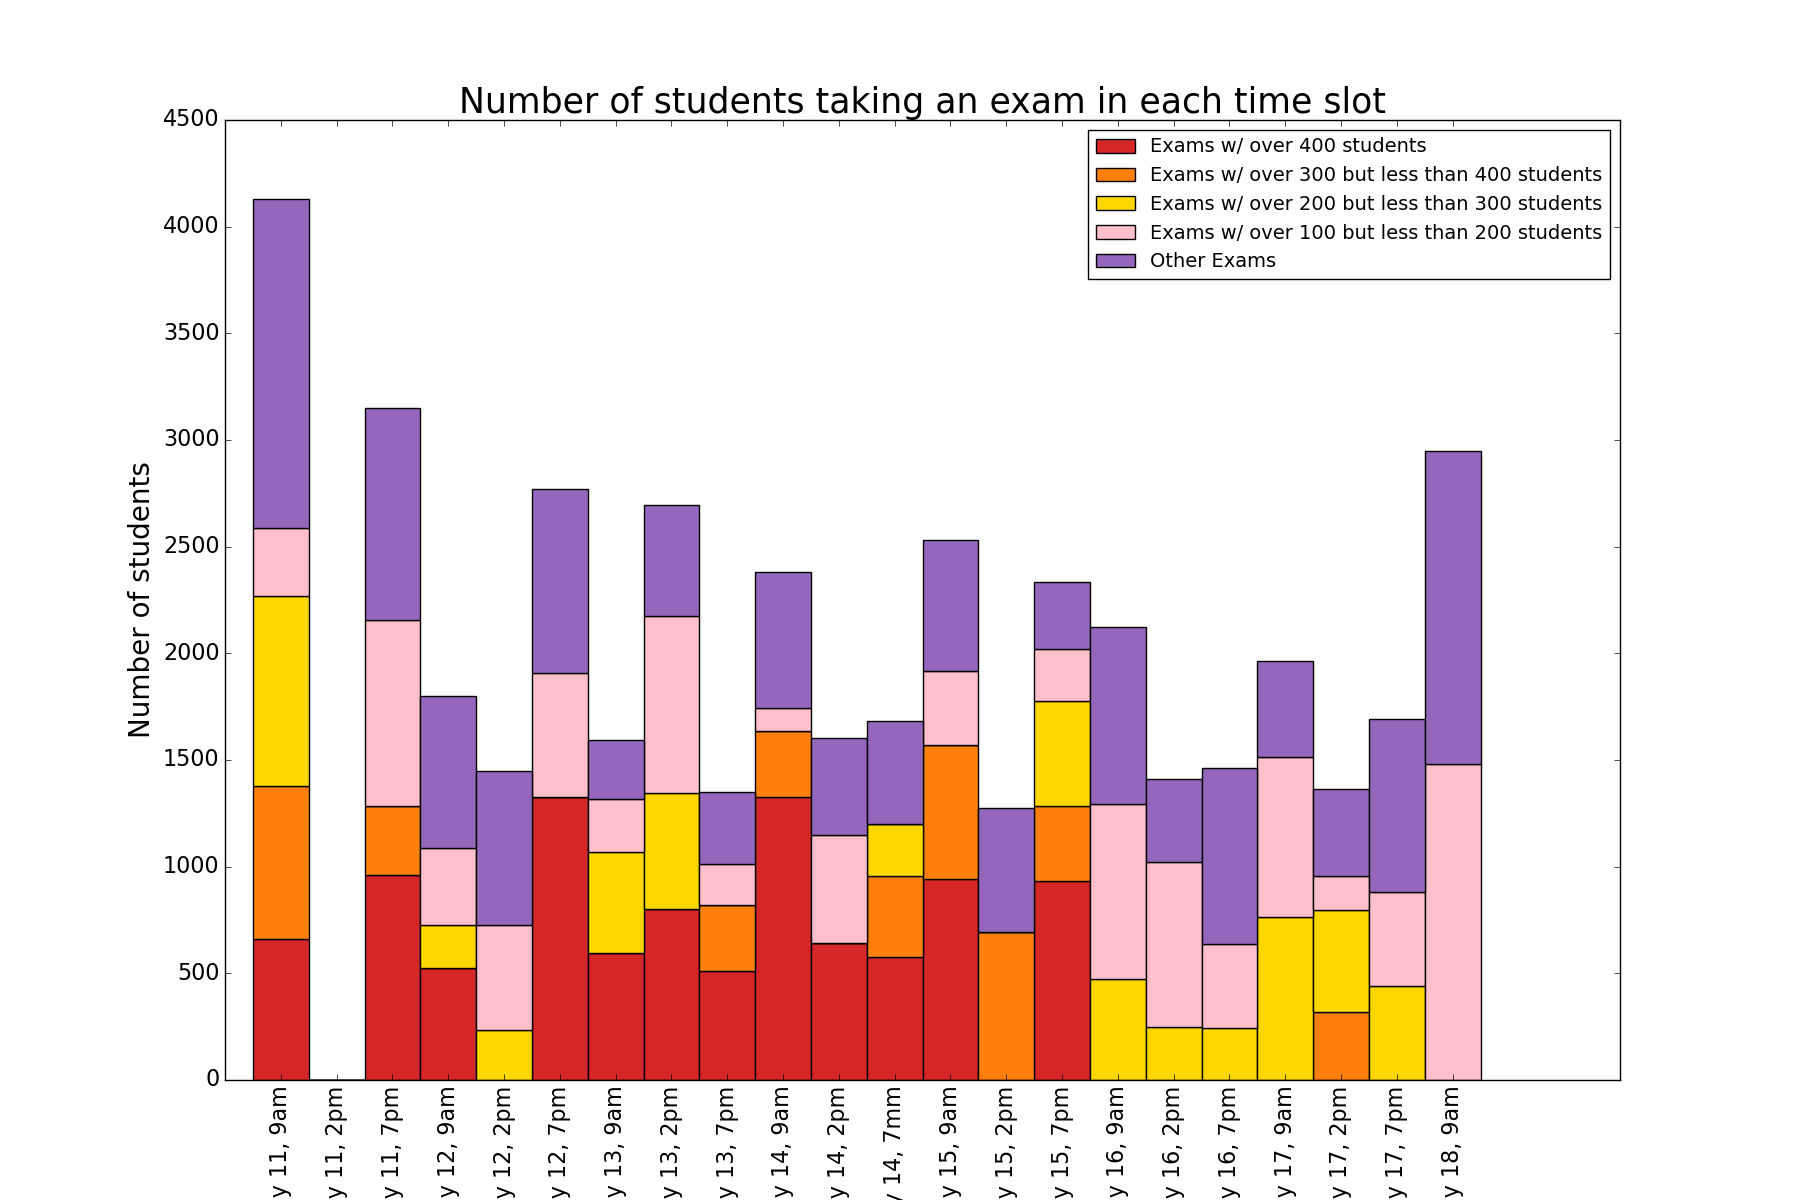 Number of students taking an exam in each time slot
4500
4000
3500
3000
2500
2000
1500
1000
500
0
Number of students
Exams w/ over 400 students
Exams w/ over 300 but less than 400 students
Exams w/ over 200 but less than 300 students
Exams w/ over 100 but less than 200 students
Other Exams
y 11, 9am
y 11, 2pm
y 11, 7pm
y 12, 9am
y 12, 2pm
y 12, 7pm
y 13, 9am
y 13, 2pm
y 13, 7pm
y 14, 9am
y 14, 2pm
y 14, 7mm
y 15, 9am
y 15, 2pm
y 15, 7pm
y 16, 9am
y 16, 2pm
y 16, 7pm
y 17, 9am
y 17, 2pm
y 17, 7pm
y 18, 9am